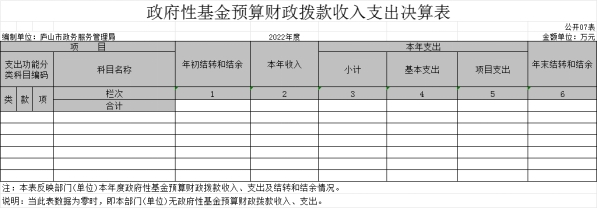 政府性基金预算财政拨款收入支出决算表
公开07表
编制单位：庐山市政务服务管理局 2022年度 金额单位：万元
项 目 年初结转和结余 本年收入 本年支出 年末结转和结余
支出功能分类科目编码 科目名称 小计 基本支出 项目支出
类 款 项 栏次 1 2 3 4 5 6
合计
注：本表反映部门(单位)本年度政府性基金预算财政拨款收入、支出及结转和结余情况。
说明：当此表数据为零时，即本部门(单位)无政府性基金预算财政拨款收入、支出。